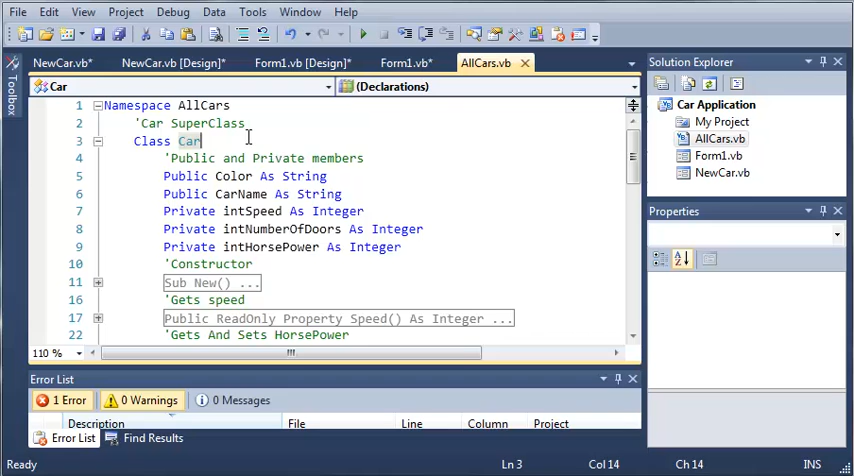 File Edit View Project Debug Data Tools Window Help
NewCar.vb* NewCar.vb [Design]* Form1.vb [Design]* Form1.vb* AllCars.vb
Toolbox
Car (Declarations)
1 Namespace AllCars
2 'Car SuperClass
3 Class Car
4 'Public and Private members
5 Public Color As String
6 Public CarName As String
7 Private intSpeed As Integer
8 Private intNumberOfDoors As Integer
9 Private intHorsePower As Integer
10 'Constructor
11 Sub New() ...
16 'Gets speed
17 Public ReadOnly Property Speed() As Integer ...
22 'Gets And Sets HorsePower
110 %
Solution Explorer
Car Application
My Project
AllCars.vb
Form1.vb
NewCar.vb
Properties
Error List
1 Error 0 Warnings 0 Messages
Description File Line Column Project
Error List Find Results
Ready Ln 3 Col 14 Ch 14 INS